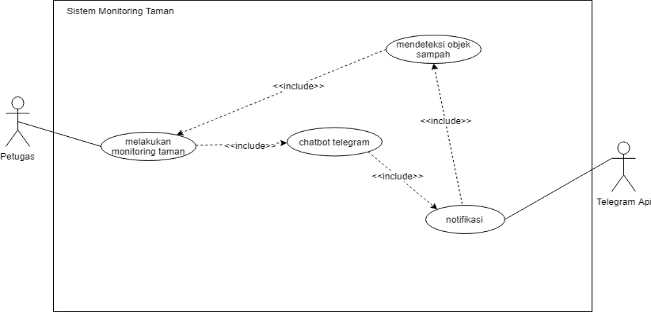 Sistem Monitoring Taman
mendeteksi objek
sampah
<<include>>
<<include>>
melakukan
monitoring taman
<<include>>
chatbot telegram
<<include>>
Petugas
notifikasi
Telegram Api